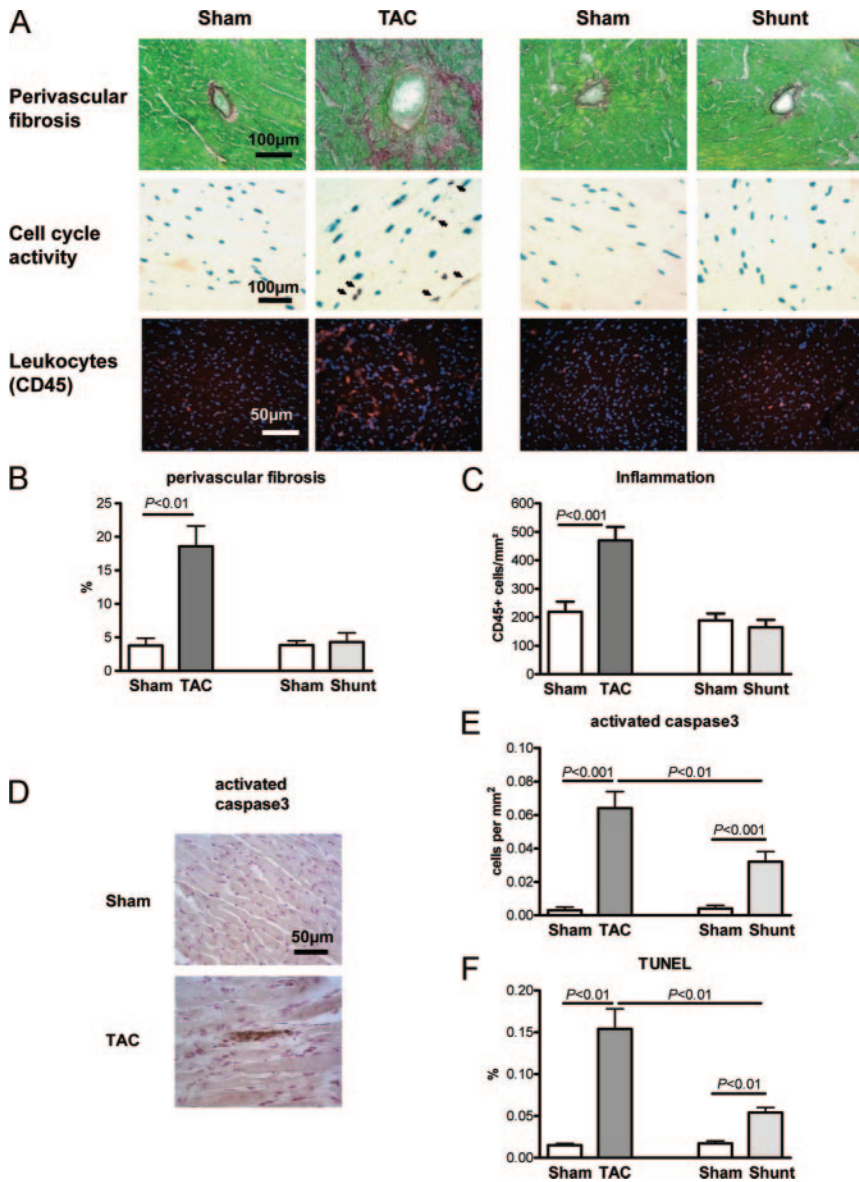 A
Sham TAC Sham Shunt
Perivascular
fibrosis
100µm
Cell cycle
activity
100µm
Leukocytes
(CD45)
50µm
B
perivascular fibrosis
P<0.01
25
20
15
10
5
0
%
Sham TAC Sham Shunt
C
Inflammation
P<0.001
600
500
400
300
200
100
0
CD45+ cells/mm²
Sham TAC Sham Shunt
D
activated
caspase3
Sham
50µm
TAC
E
activated caspase3
P<0.001 P<0.01
P<0.001
0.10
0.08
0.06
0.04
0.02
0.00
cells per mm²
Sham TAC Sham Shunt
F
TUNEL
P<0.01 P<0.01
P<0.01
0.20
0.15
0.10
0.05
0.00
%
Sham TAC Sham Shunt